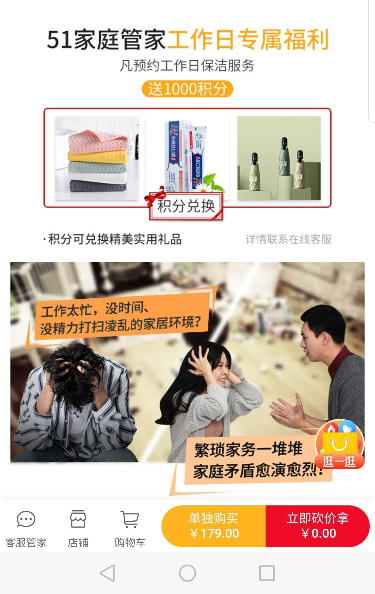 51家庭管家工作日专属福利
凡预约工作日保洁服务
送1000积分
积分兑换
·积分可兑换精美实用礼品
详情联系在线客服
工作太忙，没时间、
没精力打扫凌乱的家居环境？
繁琐家务一堆堆
家庭矛盾愈演愈烈？
逛一逛
客服管家
店铺
购物车
单独购买
￥179.00
立即砍价拿
￥0.00